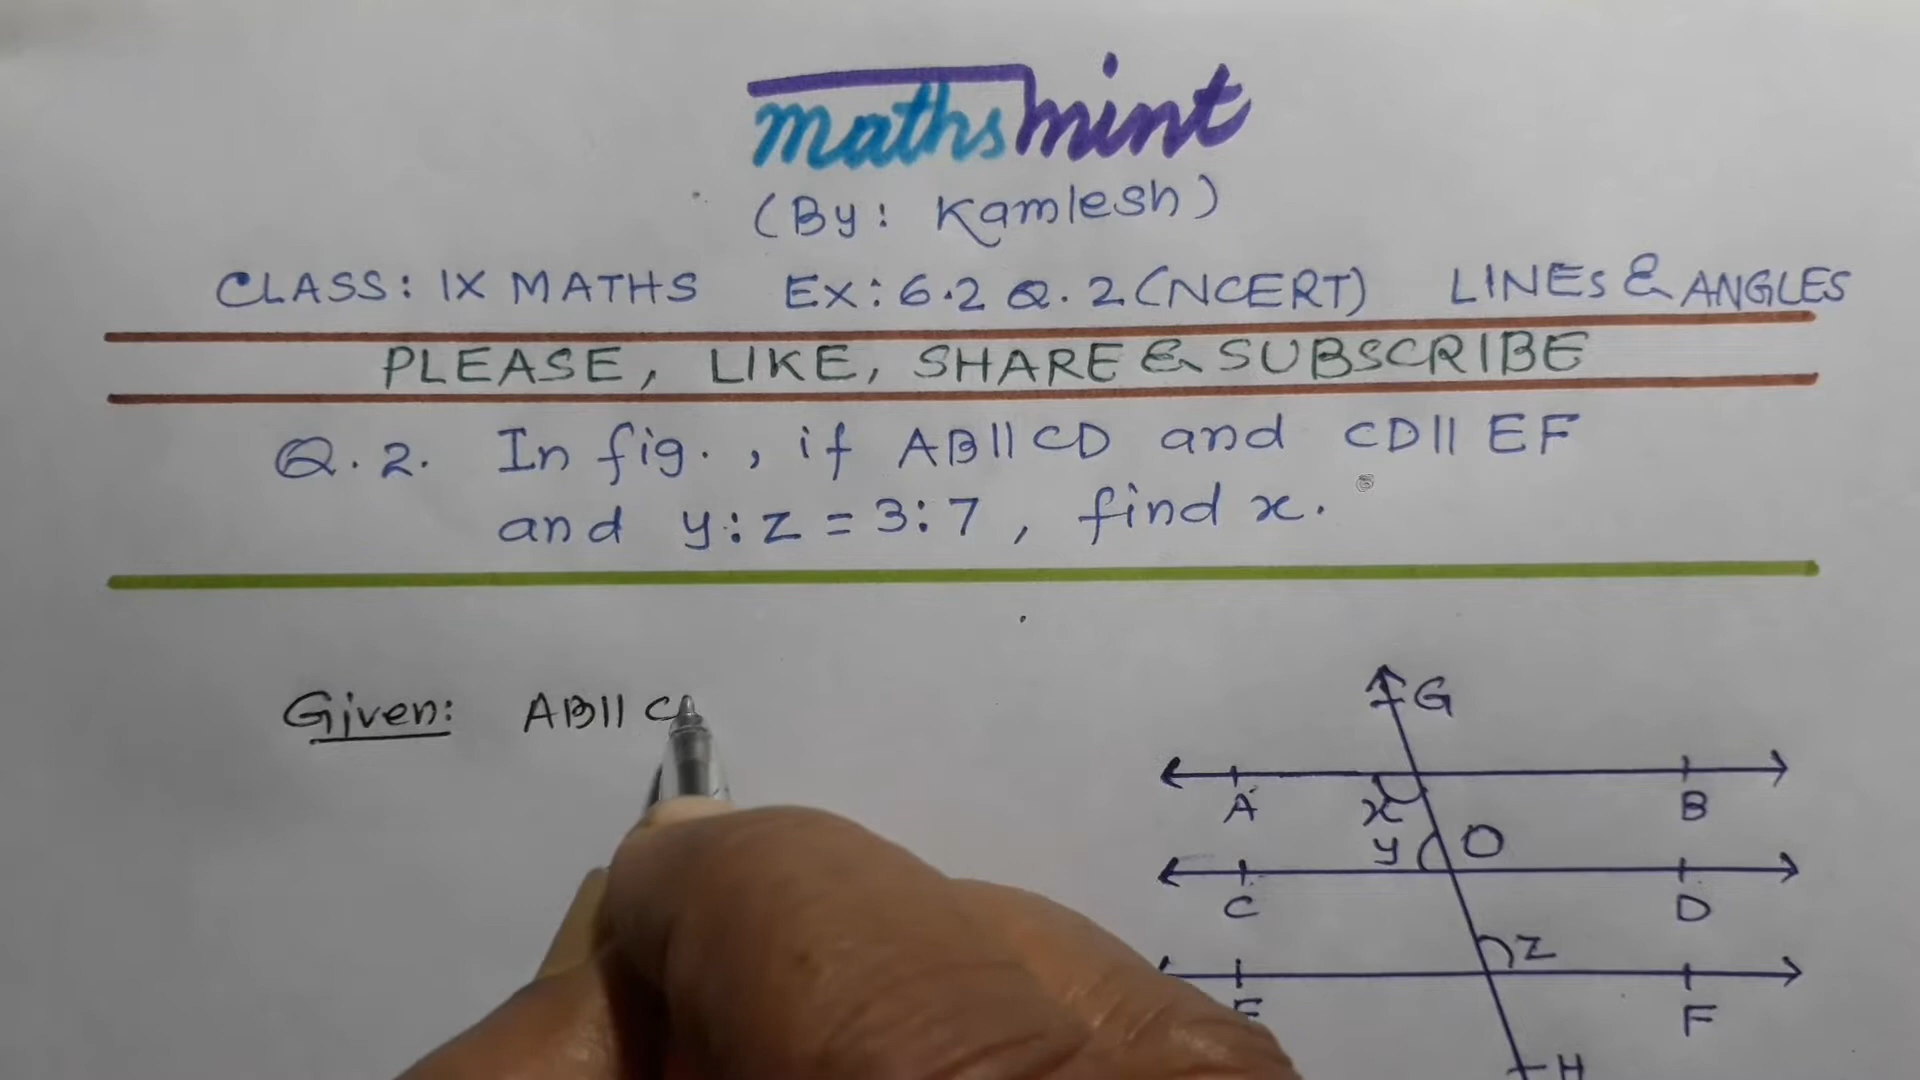 mathsmint
(By: Kamlesh)
CLASS: IX MATHS EX: 6.2 Q.2 (NCERT) LINES & ANGLES
PLEASE, LIKE, SHARE & SUBSCRIBE
Q.2. In fig., if AB||CD and CD||EF
and y:z = 3:7, find x.
Given: AB||C
G
A x B
y O
C D
z
E F
H